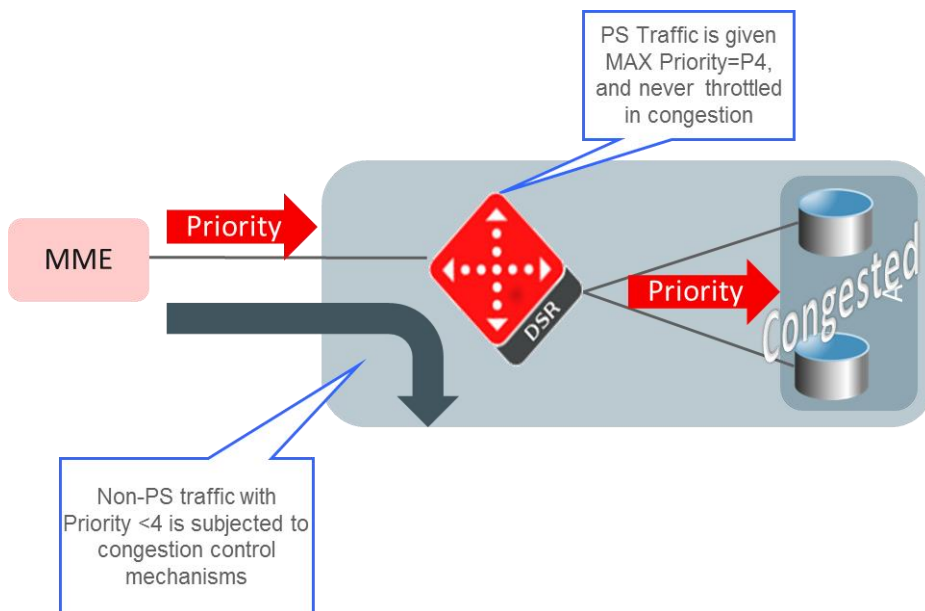 PS Traffic is given
MAX Priority=P4,
and never throttled
in congestion
Priority
MME
DSR
Priority
Congested
A
Non-PS traffic with
Priority <4 is subjected to
congestion control
mechanisms